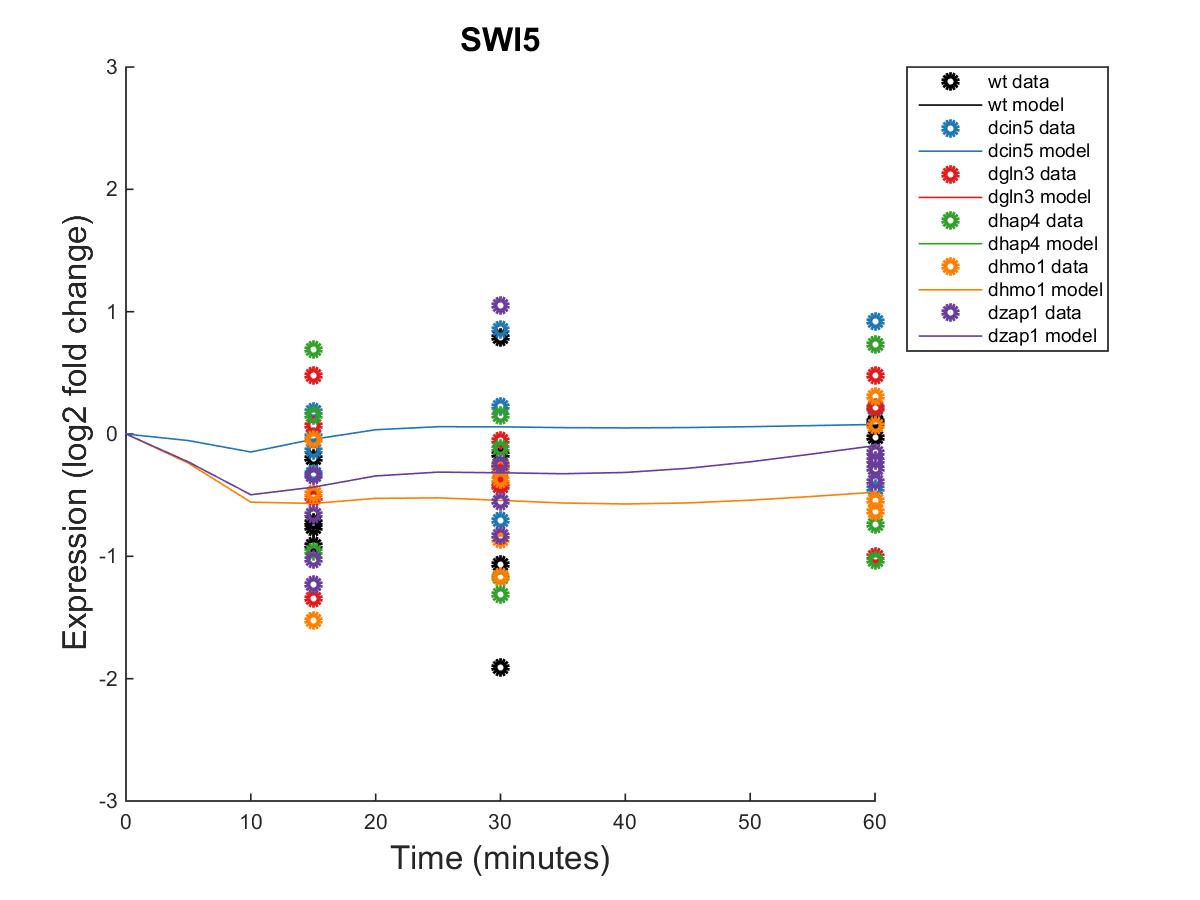 SWI5
3
2
1
0
-1
-2
-3
0 10 20 30 40 50 60
Time (minutes)
Expression (log2 fold change)
wt data
wt model
dcin5 data
dcin5 model
dgln3 data
dgln3 model
dhap4 data
dhap4 model
dhmo1 data
dhmo1 model
dzap1 data
dzap1 model